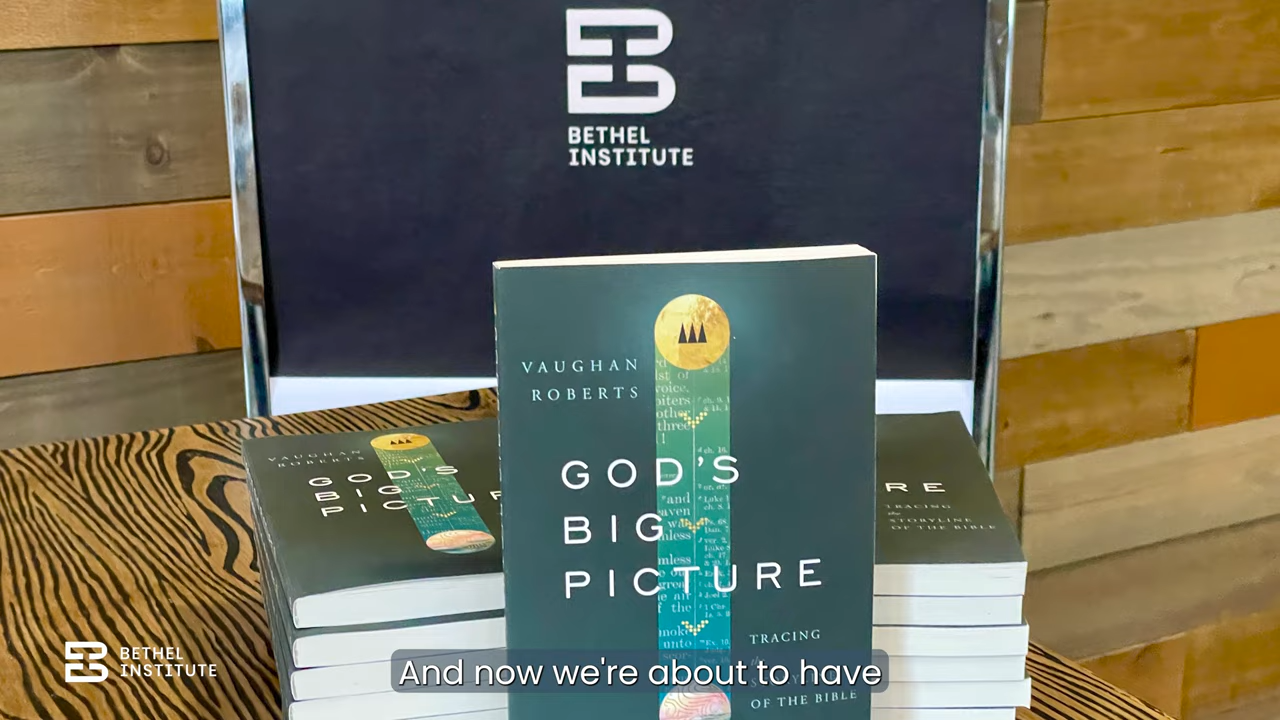 BETHEL
INSTITUTE
VAUGHAN
ROBERTS
GOD'S
BIG
PICTURE
TRACING
OF THE BIBLE
VAUGHAN
ROBERTS
GOD'S
BIG
RE
TRACING
the
STORYLINE
OF THE BIBLE
BETHEL
INSTITUTE
And now we're about to have